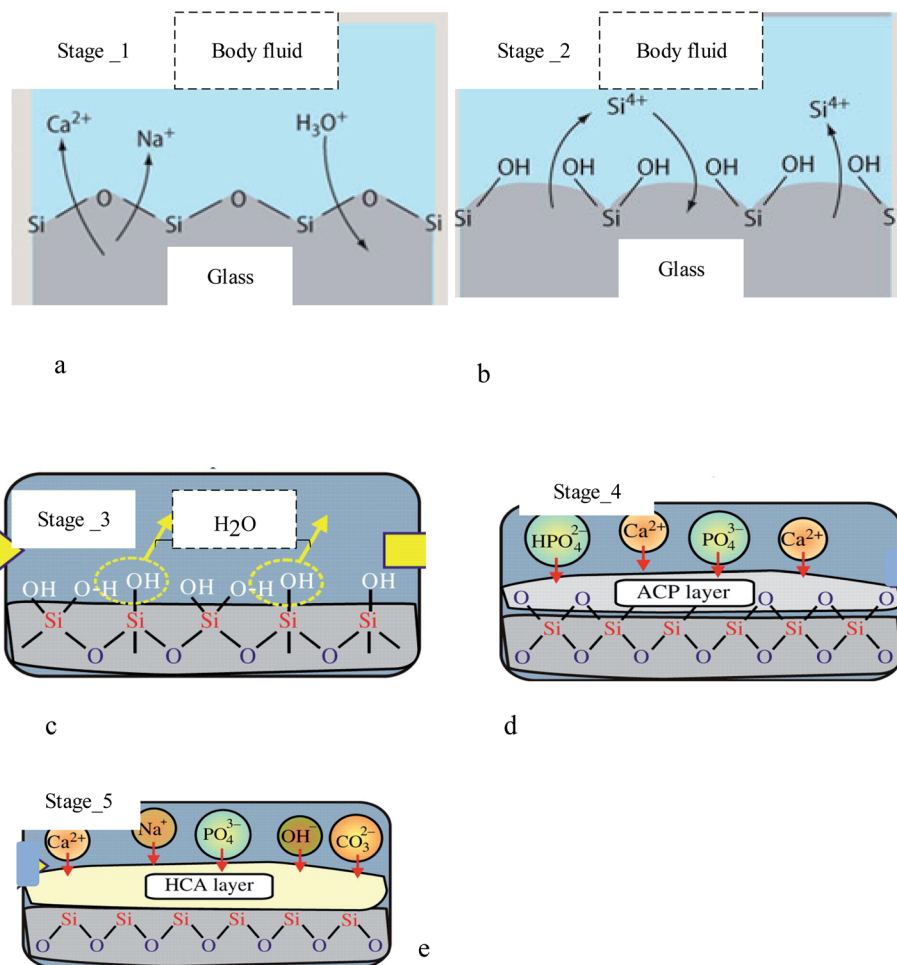 Stage _1
Body fluid
Ca²⁺
Na⁺
H₃O⁺
O O
O
Si Si Si Si
Glass
a
Stage _2
Body fluid
Si⁴⁺ Si⁴⁺
OH OH OH OH OH OH
Si Si Si S
Glass
b
Stage _3
H₂O
OH O-H OH OH O-H OH OH
Si Si Si Si Si
O O O O
c
Stage_4
HPO₄²⁻ Ca²⁺ PO₄³⁻ Ca²⁺
ACP layer
O O O O
Si Si Si Si Si Si
O O O O O O O
d
Stage_5
Ca²⁺ Na⁺ PO₄³⁻ OH⁻ CO₃²⁻
HCA layer
Si Si Si Si Si Si
O O O O O O O
e